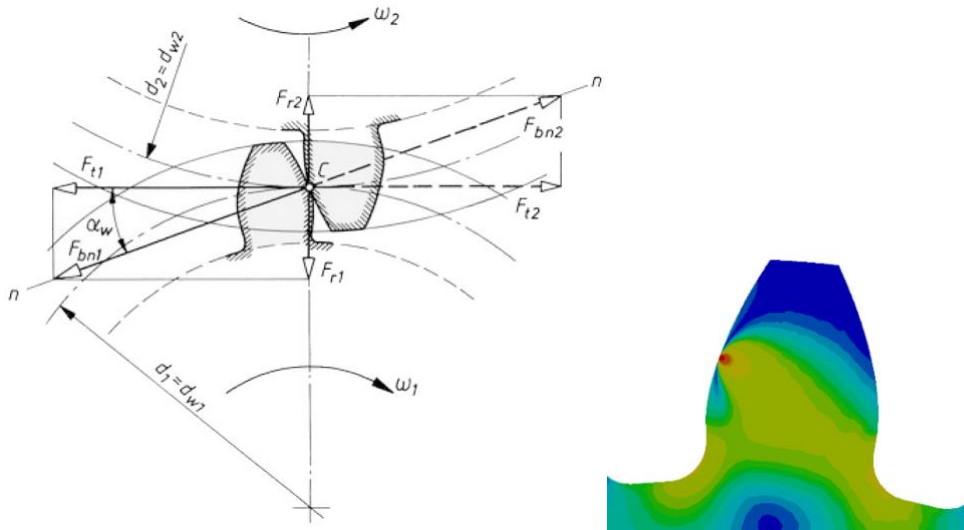 ω2
d2=dw2
n
Fr2
Fbn2
Ft1
C
Ft2
αw
Fbn1
Fr1
n
d1=dw1
ω1